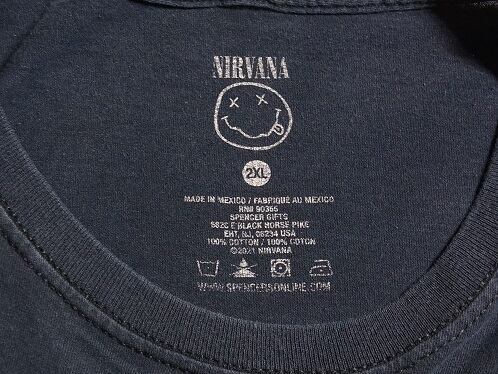 NIRVANA
2XL
MADE IN MEXICO / FABRIQUE AU MEXICO
RN# 90366
SPENCER GIFTS
6826 E BLACK HORSE PIKE
EHT, NJ, 08234 USA
100% COTTON / 100% COTON
©2021 NIRVANA
WWW.SPENCERSONLINE.COM